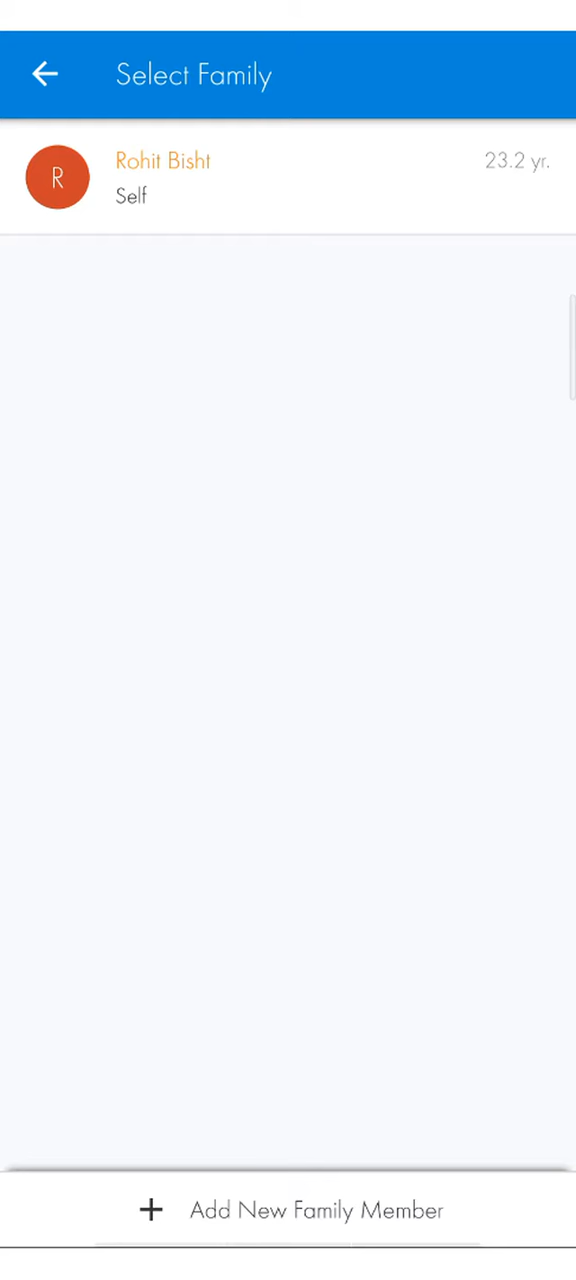 Select Family
R
Rohit Bisht
23.2 yr.
Self
+ Add New Family Member